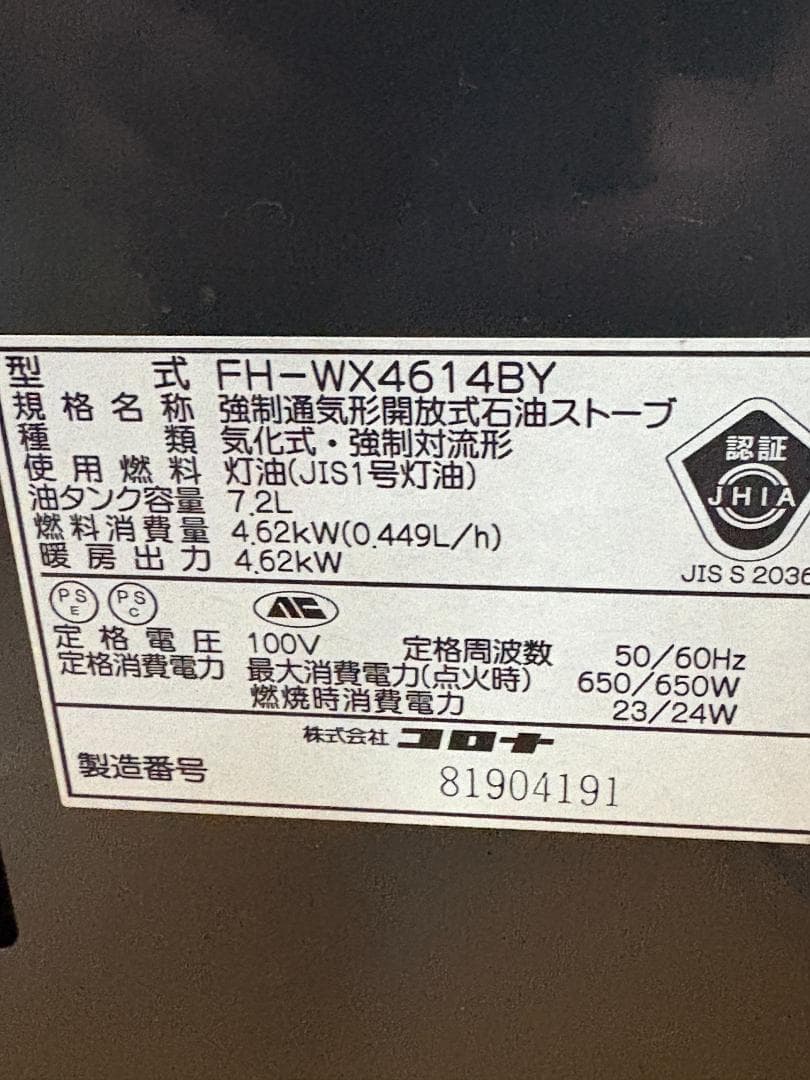 型式 FH-WX4614BY
規格名称 強制通気形開放式石油ストーブ
種類 気化式・強制対流形
使用燃料 灯油(JIS1号灯油)
油タンク容量 7.2L
燃料消費量 4.62kW(0.449L/h)
暖房出力 4.62kW
認証
JHIA
JIS S 2036
PS E PS C
定格電圧 100V 定格周波数 50/60Hz
定格消費電力 最大消費電力(点火時) 650/650W
燃焼時消費電力 23/24W
株式会社 コロナ
製造番号 81904191